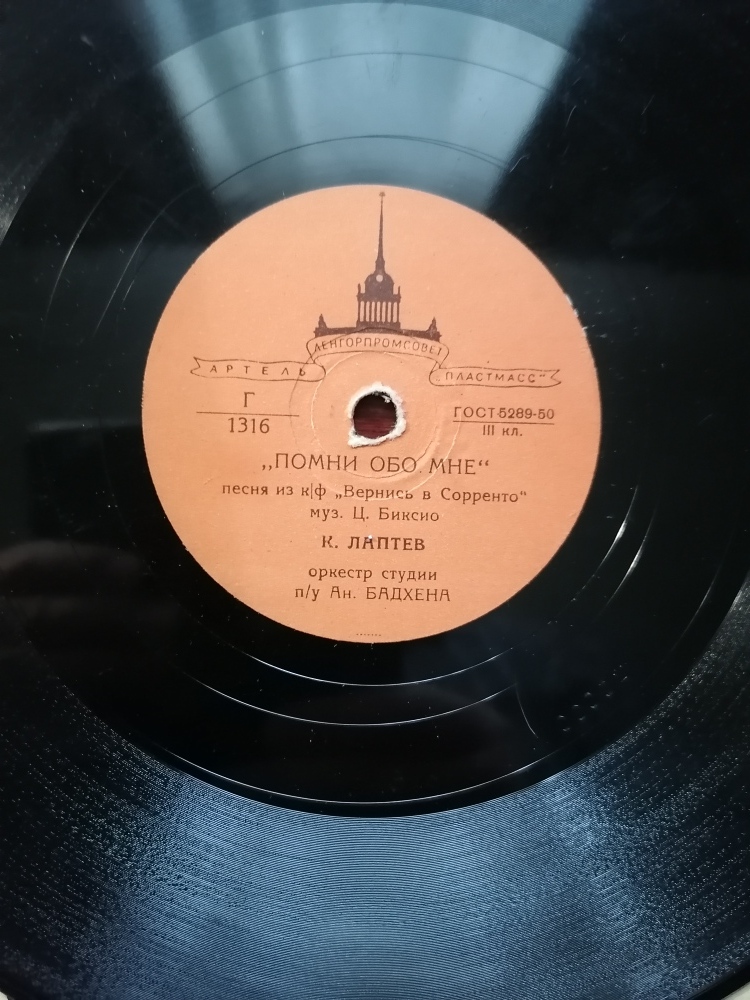 ЛЕНГОРПРОМСОВЕТ
АРТЕЛЬ „ПЛАСТМАСС“
Г
1316
ГОСТ-5289-50
III кл.
„ПОМНИ ОБО МНЕ“
песня из к|ф „Вернись в Сорренто“
муз. Ц. Биксио
К. ЛАПТЕВ
оркестр студии
п/у Ан. БАДХЕНА